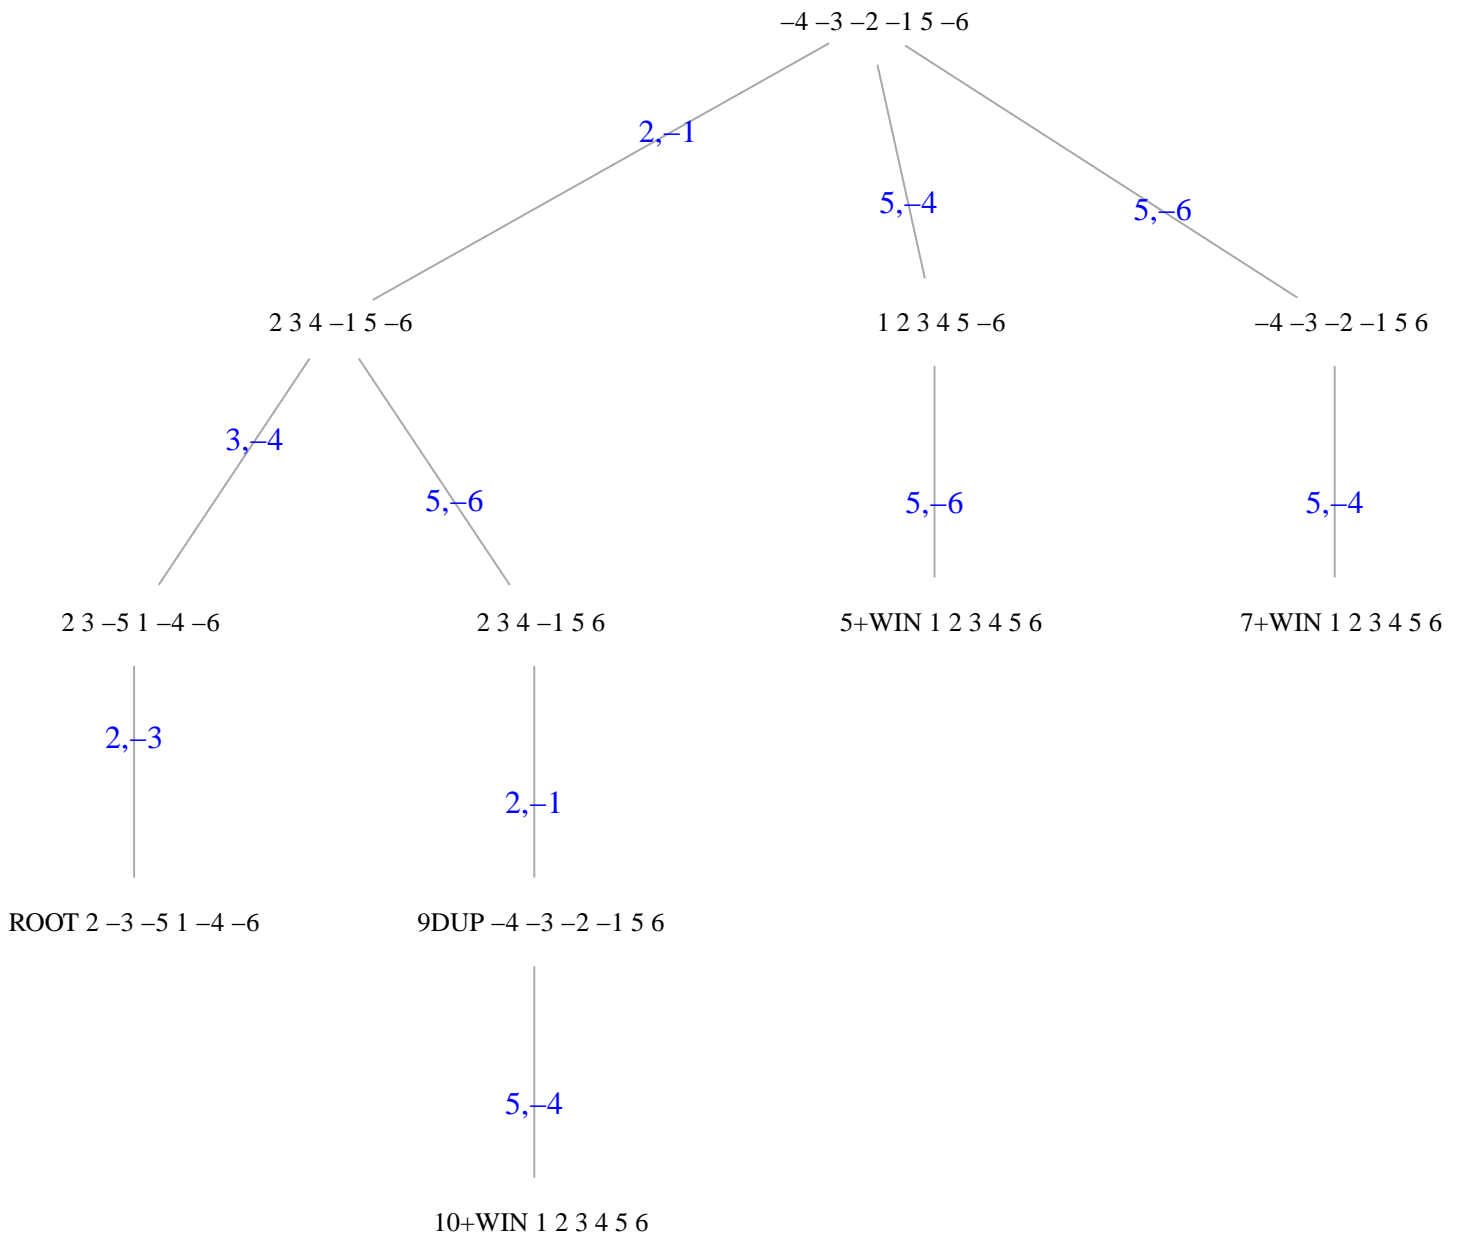 –4 –3 –2 –1 5 –6
2,–1
5,–4
5,–6
2 3 4 –1 5 –6
1 2 3 4 5 –6
–4 –3 –2 –1 5 6
3,–4
5,–6
5,–6
5,–4
2 3 –5 1 –4 –6
2 3 4 –1 5 6
5+WIN 1 2 3 4 5 6
7+WIN 1 2 3 4 5 6
2,–3
2,–1
ROOT 2 –3 –5 1 –4 –6
9DUP –4 –3 –2 –1 5 6
5,–4
10+WIN 1 2 3 4 5 6